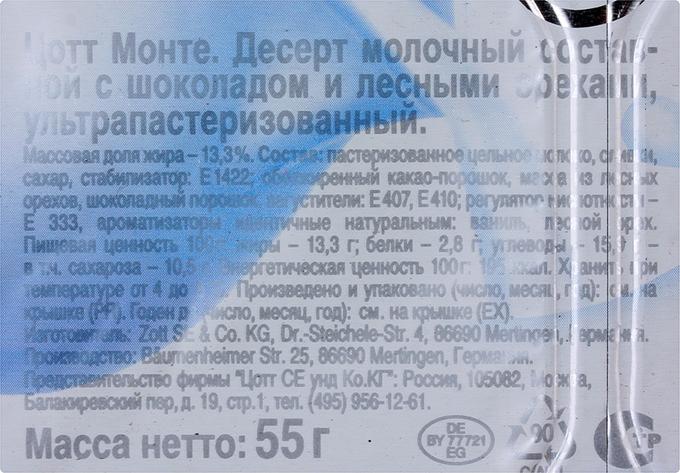 Цотт Монте. Десерт молочный состав-
ной с шоколадом и лесными орехами,
ультрапастеризованный.
Массовая доля жира – 13,3%. Состав: пастеризованное цельное молоко, сливки,
сахар, стабилизатор: Е1422; обезжиренный какао-порошок, масса из лесных
орехов, шоколадный порошок, загустители: Е407, Е410; регулятор кислотности –
Е 333, ароматизаторы идентичные натуральным: ваниль, лесной орех.
Пищевая ценность 100г: жиры – 13,3 г; белки – 2,8 г; углеводы –
в т.ч. сахароза – 10,5 г. Энергетическая ценность 100г: ккал. Хранить при
температуре от 4 до Произведено и упаковано (число, месяц, год): см. на
крышке (PF). Годен до (число, месяц, год): см. на крышке (EX).
Изготовитель: Zott SE & Co. KG, Dr.-Steichele-Str. 4, 86690 Mertingen, Германия.
Производство: Bäumenheimer Str. 25, 86690 Mertingen, Германия.
Представительство фирмы "Цотт СЕ унд Ко.КГ": Россия, 105082, Москва,
Балакиревский пер, д. 19, стр.1, тел. (495) 956-12-61.
Масса нетто: 55 г
DE
BY 77721
EG
90